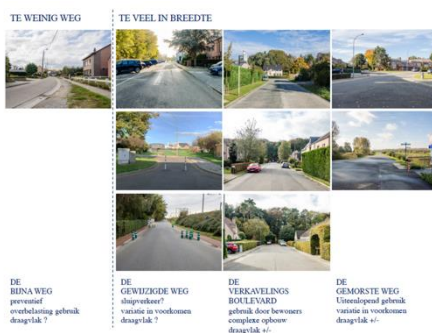 TE WEINIG WEG
TE VEEL IN BREEDTE
DE
BIJNA WEG
preventief
overbelasting gebruik
draagvlak ?
DE
GEWIJZIGDE WEG
sluipverkeer?
variatie in voorkomen
draagvlak ?
DE
VERKAVELINGS
BOULEVARD
gebruik door bewoners
complexe opbouw
draagvlak +/-
DE
GEMORSTE WEG
Uiteenlopend gebruik
variatie in voorkomen
draagvlak +/-